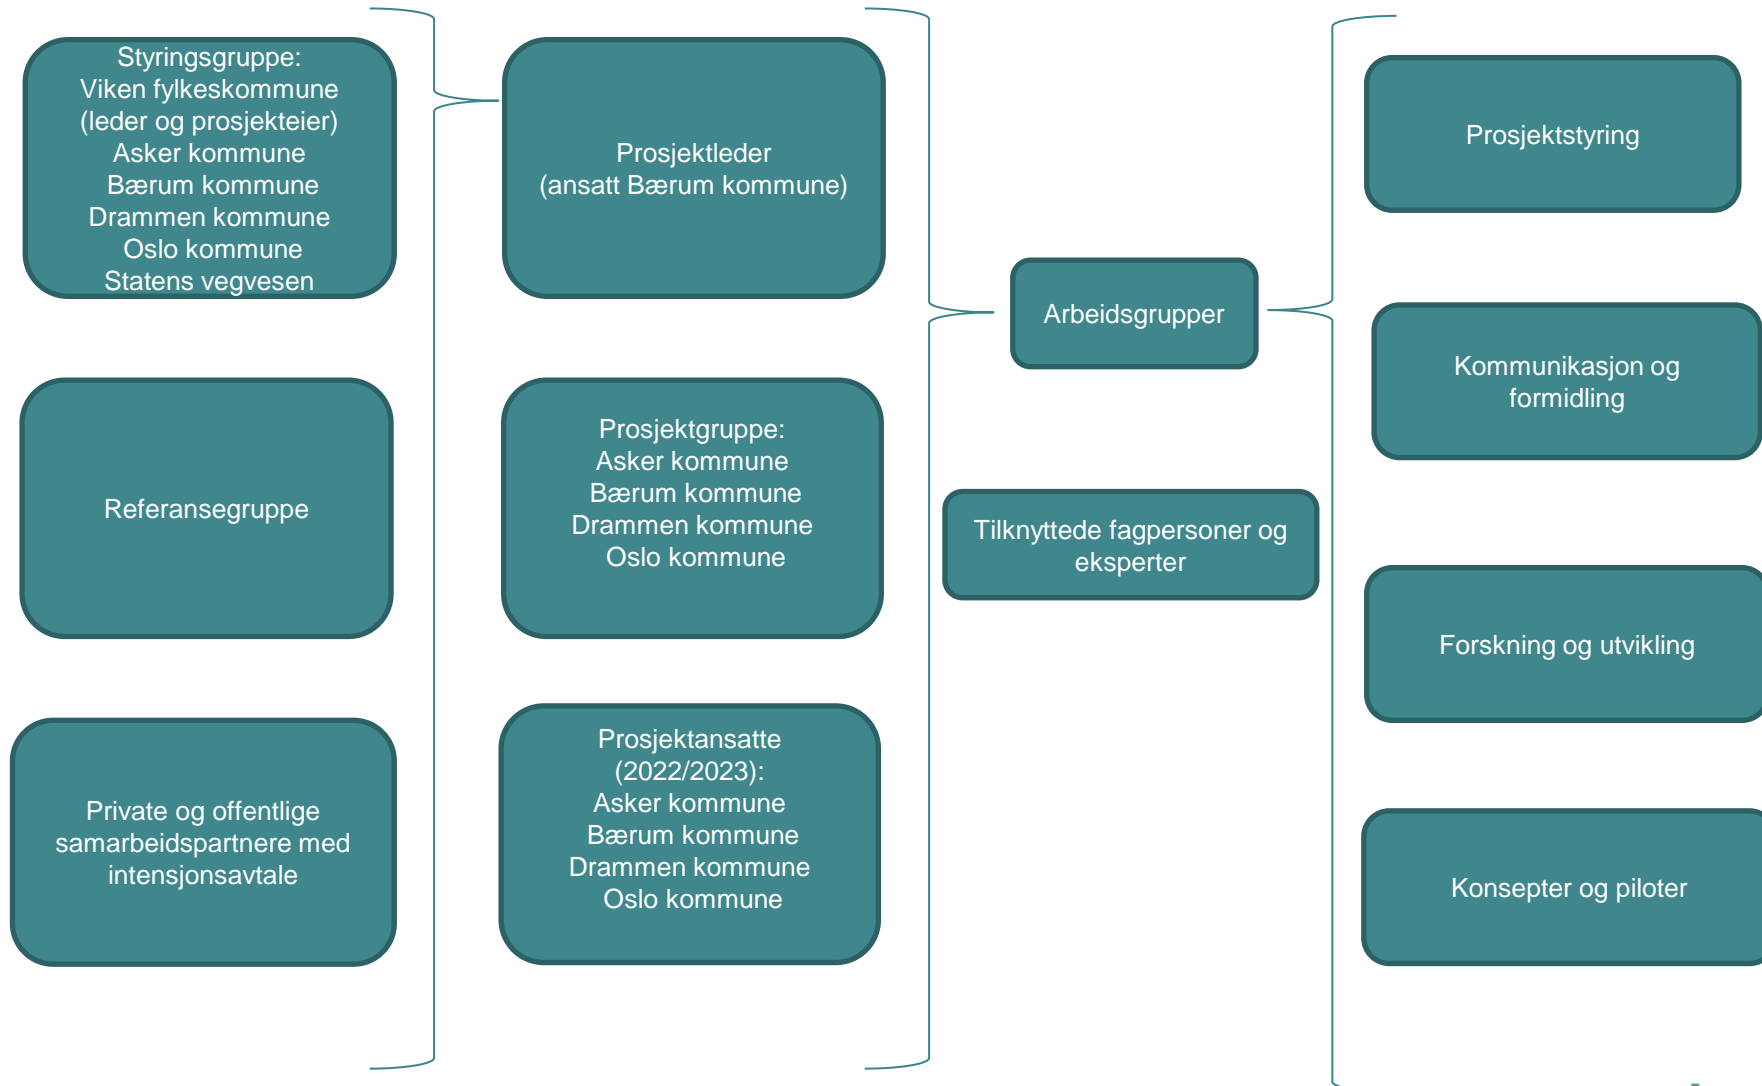 Styringsgruppe:
Viken fylkeskommune
(leder og prosjekteier)
Asker kommune
Bærum kommune
Drammen kommune
Oslo kommune
Statens vegvesen
Referansegruppe
Private og offentlige
samarbeidspartnere med
intensjonsavtale
Prosjektleder
(ansatt Bærum kommune)
Prosjektgruppe:
Asker kommune
Bærum kommune
Drammen kommune
Oslo kommune
Prosjektansatte
(2022/2023):
Asker kommune
Bærum kommune
Drammen kommune
Oslo kommune
Arbeidsgrupper
Tilknyttede fagpersoner og
eksperter
Prosjektstyring
Kommunikasjon og
formidling
Forskning og utvikling
Konsepter og piloter